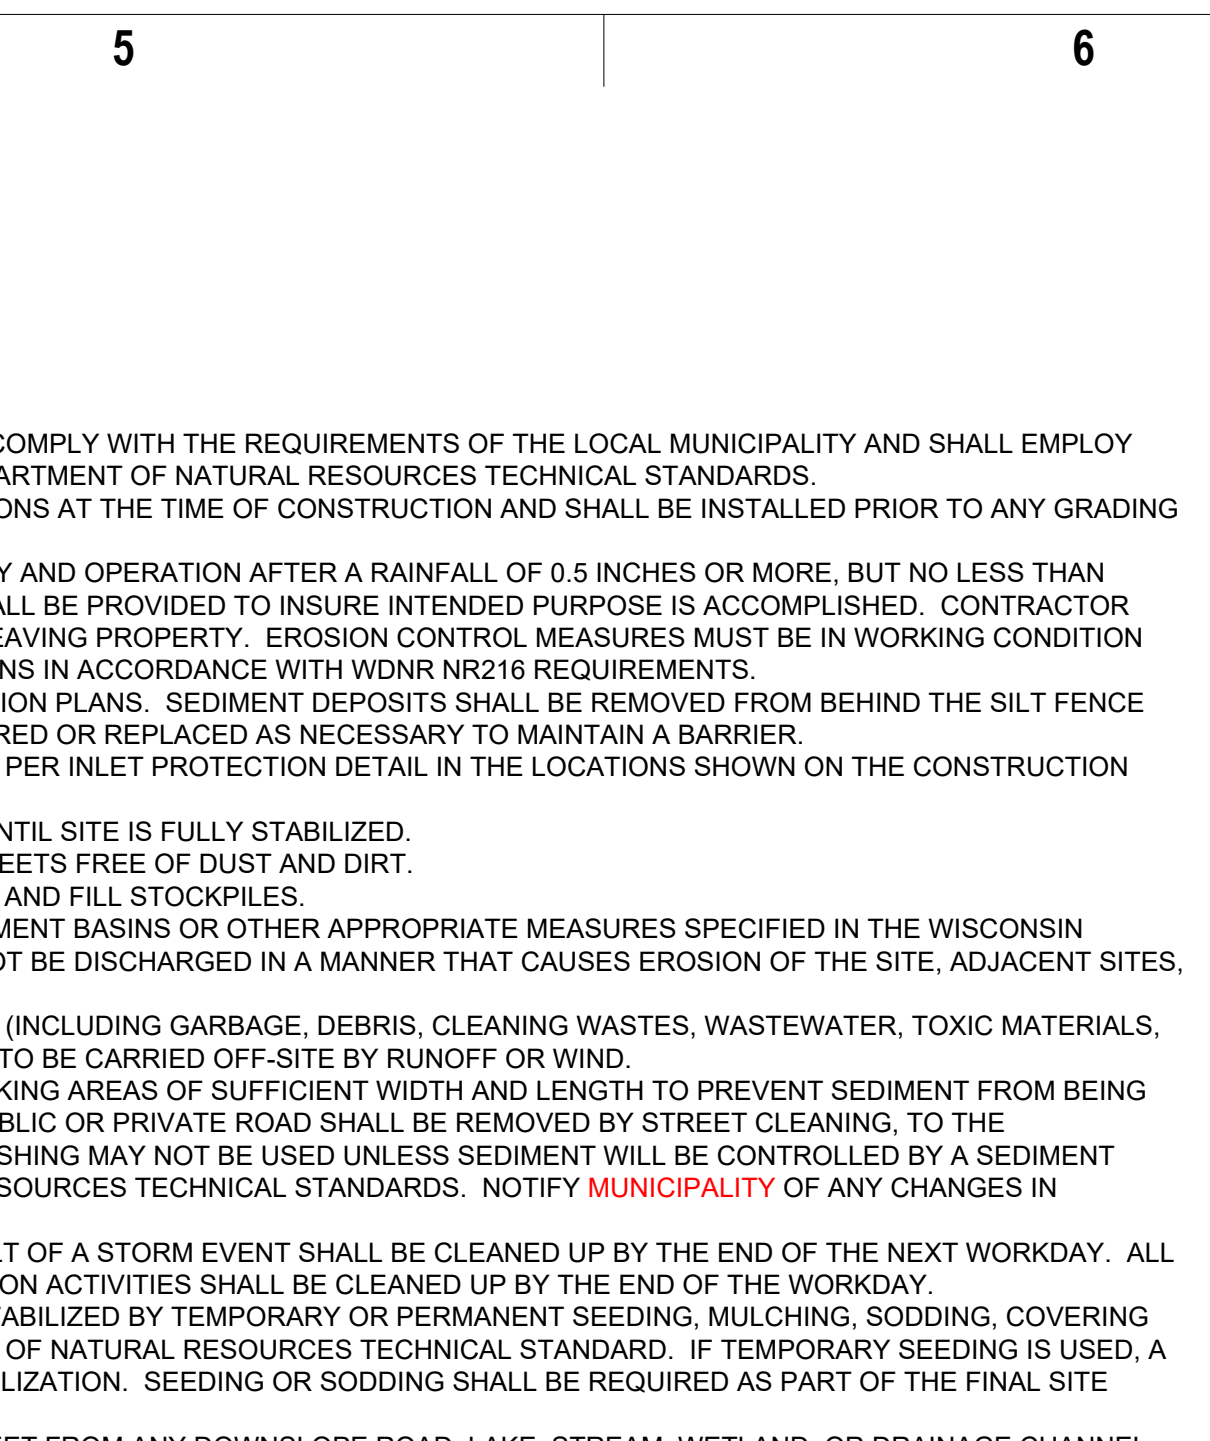 5 6
COMPLY WITH THE REQUIREMENTS OF THE LOCAL MUNICIPALITY AND SHALL EMPLOY
ARTMENT OF NATURAL RESOURCES TECHNICAL STANDARDS.
ONS AT THE TIME OF CONSTRUCTION AND SHALL BE INSTALLED PRIOR TO ANY GRADING
Y AND OPERATION AFTER A RAINFALL OF 0.5 INCHES OR MORE, BUT NO LESS THAN
ALL BE PROVIDED TO INSURE INTENDED PURPOSE IS ACCOMPLISHED. CONTRACTOR
EAVING PROPERTY. EROSION CONTROL MEASURES MUST BE IN WORKING CONDITION
NS IN ACCORDANCE WITH WDNR NR216 REQUIREMENTS.
ION PLANS. SEDIMENT DEPOSITS SHALL BE REMOVED FROM BEHIND THE SILT FENCE
RED OR REPLACED AS NECESSARY TO MAINTAIN A BARRIER.
PER INLET PROTECTION DETAIL IN THE LOCATIONS SHOWN ON THE CONSTRUCTION
NTIL SITE IS FULLY STABILIZED.
EETS FREE OF DUST AND DIRT.
AND FILL STOCKPILES.
MENT BASINS OR OTHER APPROPRIATE MEASURES SPECIFIED IN THE WISCONSIN
OT BE DISCHARGED IN A MANNER THAT CAUSES EROSION OF THE SITE, ADJACENT SITES,
(INCLUDING GARBAGE, DEBRIS, CLEANING WASTES, WASTEWATER, TOXIC MATERIALS,
TO BE CARRIED OFF-SITE BY RUNOFF OR WIND.
KING AREAS OF SUFFICIENT WIDTH AND LENGTH TO PREVENT SEDIMENT FROM BEING
BLIC OR PRIVATE ROAD SHALL BE REMOVED BY STREET CLEANING, TO THE
SHING MAY NOT BE USED UNLESS SEDIMENT WILL BE CONTROLLED BY A SEDIMENT
SOURCES TECHNICAL STANDARDS. NOTIFY MUNICIPALITY OF ANY CHANGES IN
LT OF A STORM EVENT SHALL BE CLEANED UP BY THE END OF THE NEXT WORKDAY. ALL
ON ACTIVITIES SHALL BE CLEANED UP BY THE END OF THE WORKDAY.
TABILIZED BY TEMPORARY OR PERMANENT SEEDING, MULCHING, SODDING, COVERING
OF NATURAL RESOURCES TECHNICAL STANDARD. IF TEMPORARY SEEDING IS USED, A
LIZATION. SEEDING OR SODDING SHALL BE REQUIRED AS PART OF THE FINAL SITE
EET FROM ANY DOWNSLOPE ROAD, LAKE, STREAM, WETLAND, OR DRAINAGE CHANNEL